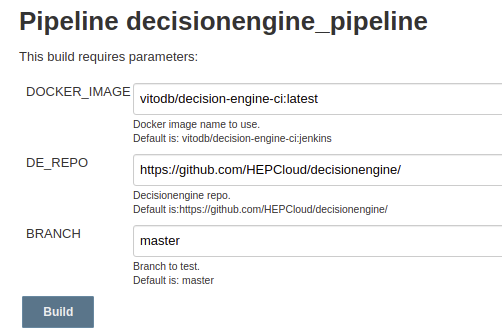 Pipeline decisionengine_pipeline
This build requires parameters:
DOCKER_IMAGE
vitodb/decision-engine-ci:latest
Docker image name to use.
Default is: vitodb/decision-engine-ci:jenkins
DE_REPO
https://github.com/HEPCloud/decisionengine/
Decisionengine repo.
Default is:https://github.com/HEPCloud/decisionengine/
BRANCH
master
Branch to test.
Default is: master
Build